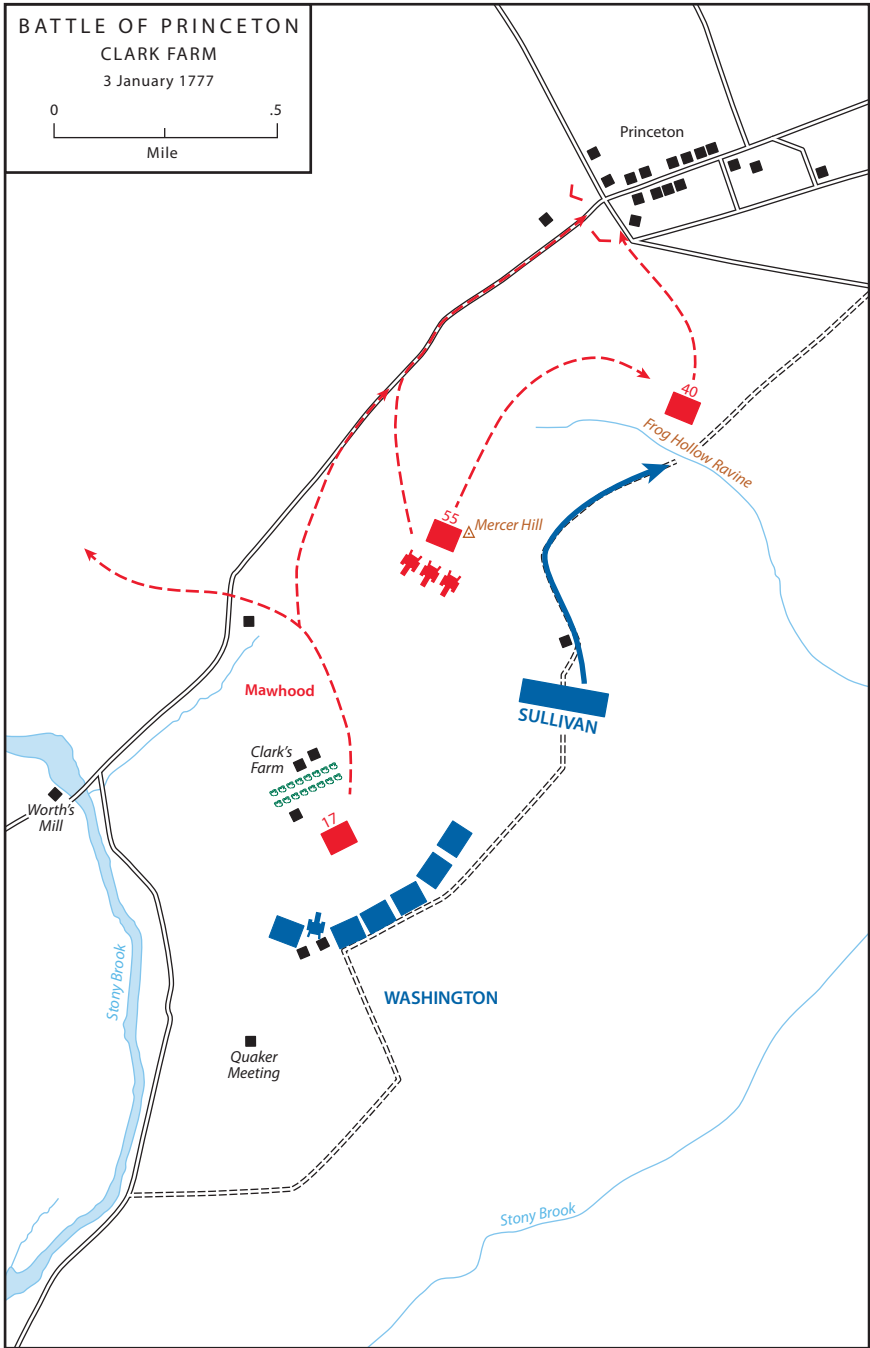 BATTLE OF PRINCETON
CLARK FARM
3 January 1777
0 .5
Mile
Princeton
40
Frog Hollow Ravine
55
Mercer Hill
Mawhood
SULLIVAN
Clark's
Farm
Worth's
Mill
17
Stony Brook
WASHINGTON
Quaker
Meeting
Stony Brook